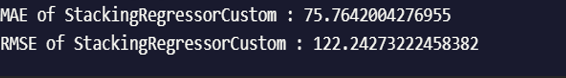 MAE of StackingRegressorCustom : 75.7642004276955
RMSE of StackingRegressorCustom : 122.24273222458382